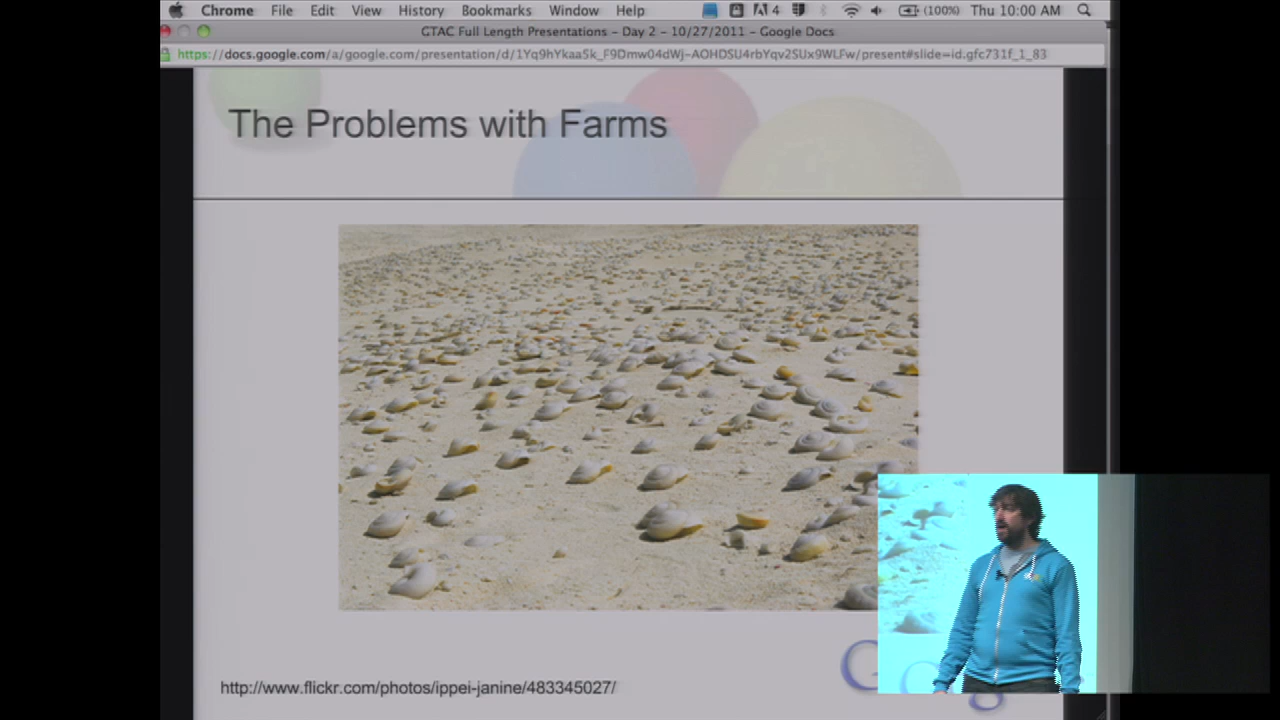 Chrome File Edit View History Bookmarks Window Help 4 (100%) Thu 10:00 AM
GTAC Full Length Presentations – Day 2 – 10/27/2011 – Google Docs
https://docs.google.com/a/google.com/presentation/d/1Yq9hYkaa5k_F9Dmw04dWj-AOHDSU4rbYqv2SUx9WLFw/present#slide=id.gfc731f_1_83
The Problems with Farms
http://www.flickr.com/photos/ippei-janine/483345027/